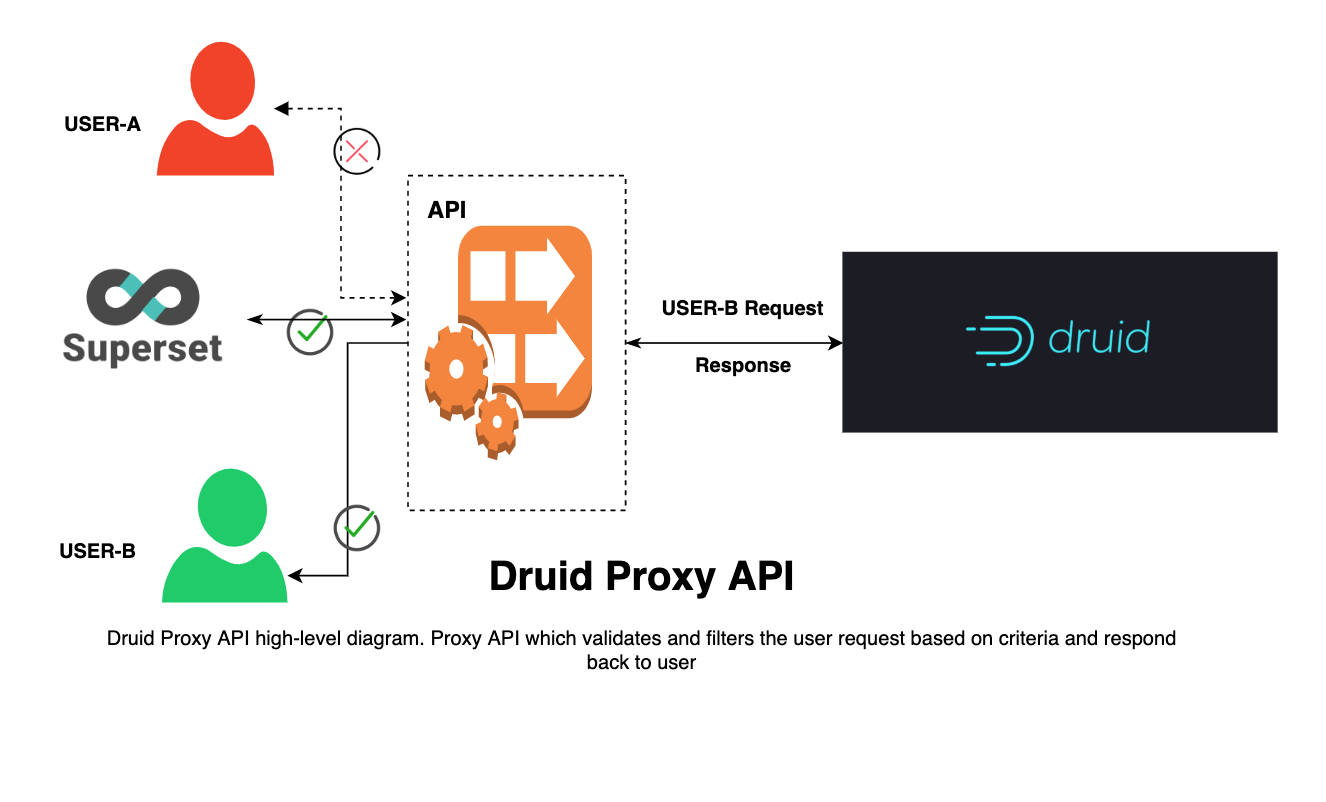 USER-A
API
USER-B Request
Superset
druid
Response
USER-B
Druid Proxy API
Druid Proxy API high-level diagram. Proxy API which validates and filters the user request based on criteria and respond
back to user